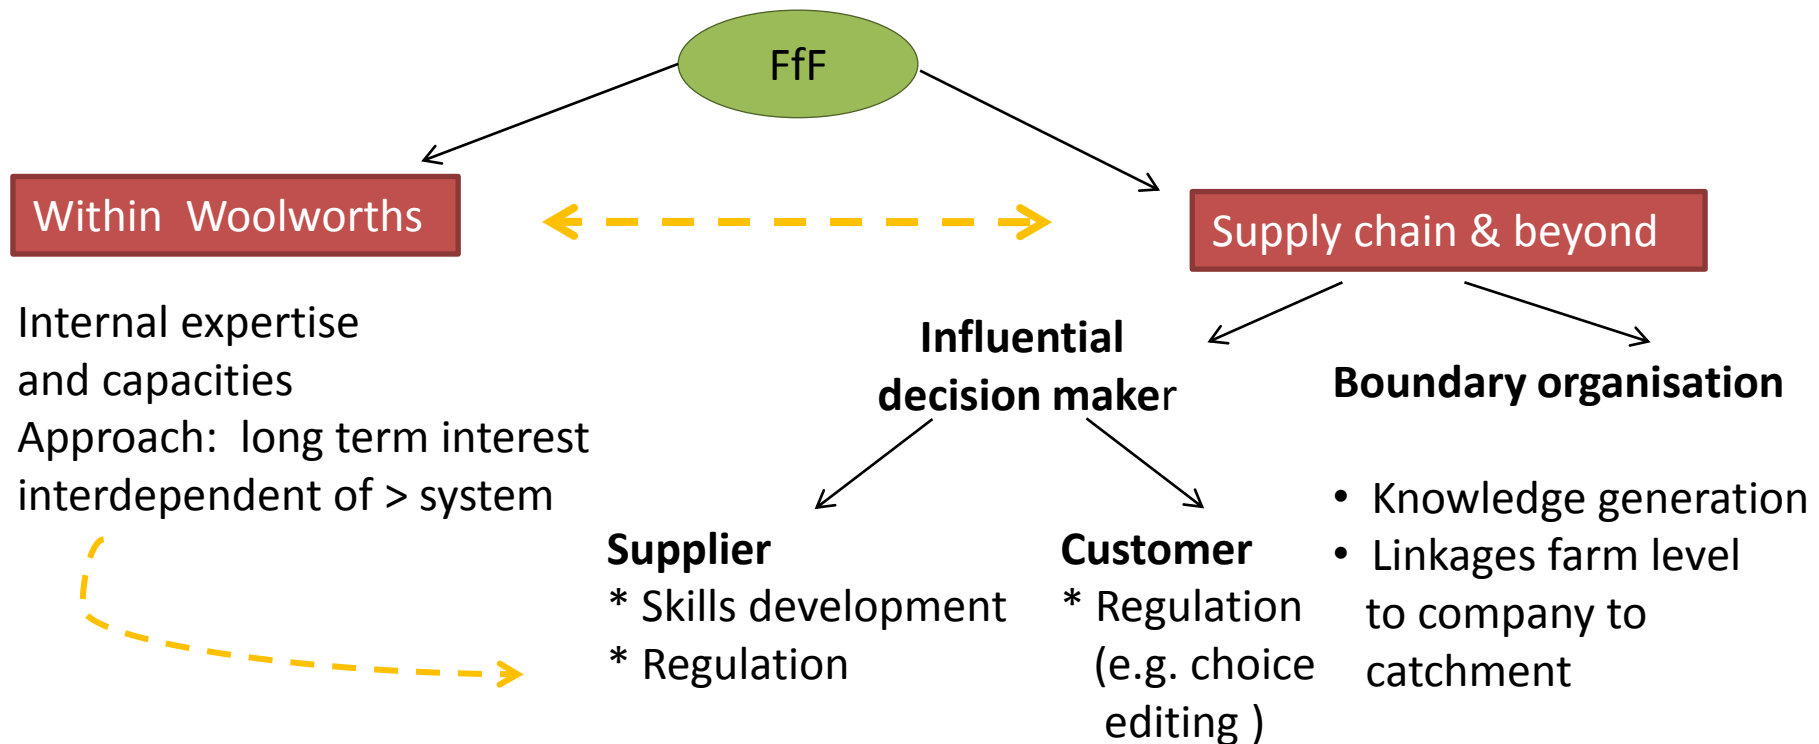 FfF
Within  Woolworths
Supply chain & beyond
Internal expertise
and capacities
Approach:  long term interest
interdependent of > system
Influential
decision maker
Boundary organisation
• Knowledge generation
• Linkages farm level
to company to
catchment
Supplier
* Skills development
* Regulation
Customer
* Regulation
(e.g. choice
editing )